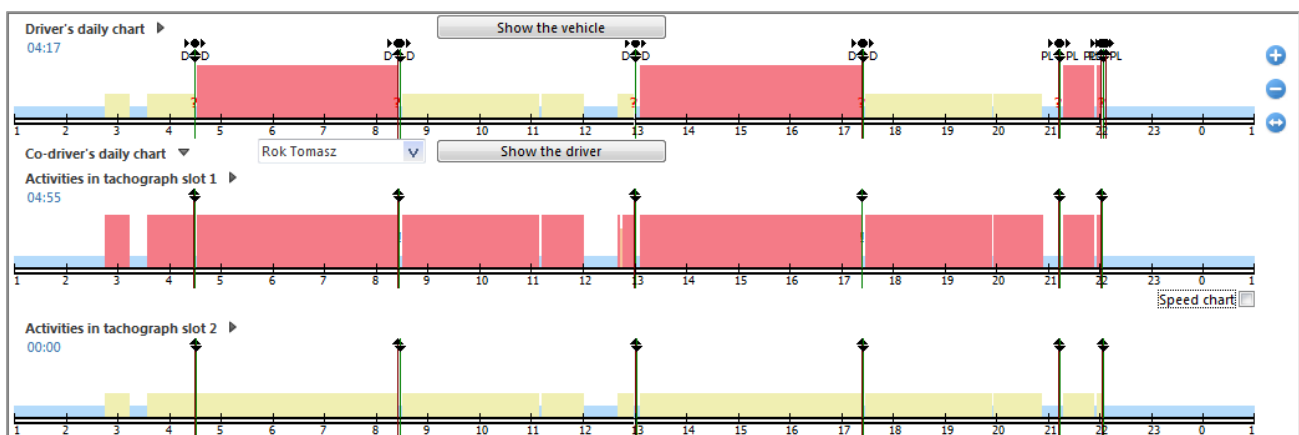 Driver's daily chart
Show the vehicle
04:17
D D D D D D D D PL PL PL PL
? ? ? ? ? ?
1 2 3 4 5 6 7 8 9 10 11 12 13 14 15 16 17 18 19 20 21 22 23 0 1
Co-driver's daily chart Rok Tomasz Show the driver
Activities in tachograph slot 1
04:55
1 2 3 4 5 6 7 8 9 10 11 12 13 14 15 16 17 18 19 20 21 22 23 0 1
Speed chart
Activities in tachograph slot 2
00:00
1 2 3 4 5 6 7 8 9 10 11 12 13 14 15 16 17 18 19 20 21 22 23 0 1